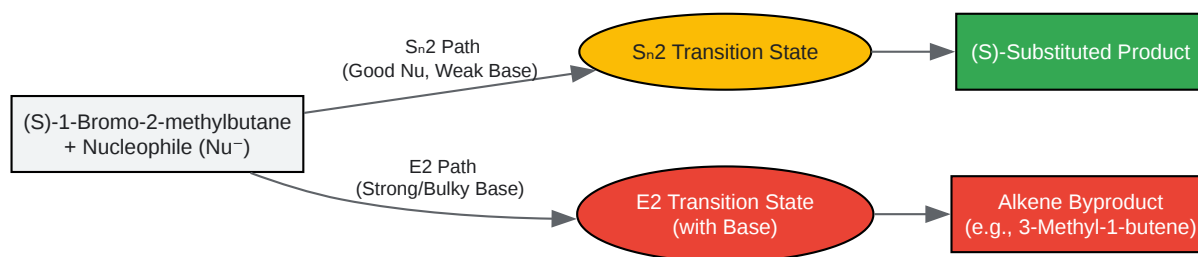 (S)-1-Bromo-2-methylbutane
+ Nucleophile (Nu⁻)
Sₙ2 Path
(Good Nu, Weak Base)
Sₙ2 Transition State
(S)-Substituted Product
E2 Path
(Strong/Bulky Base)
E2 Transition State
(with Base)
Alkene Byproduct
(e.g., 3-Methyl-1-butene)